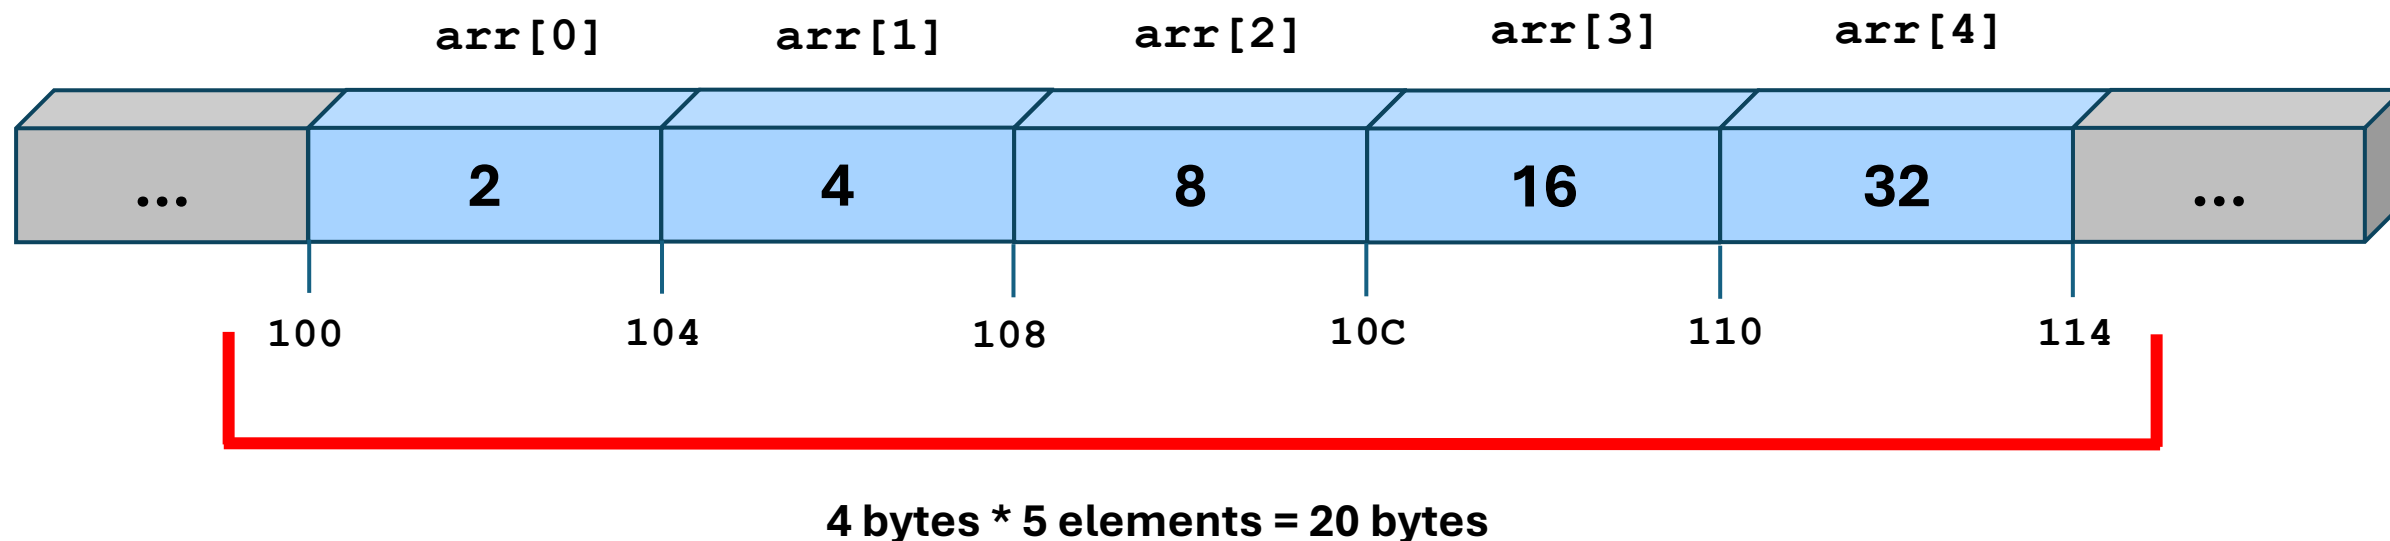 arr[0] arr[1] arr[2] arr[3] arr[4]
... 2 4 8 16 32 ...
100 104 108 10C 110 114
4 bytes * 5 elements = 20 bytes